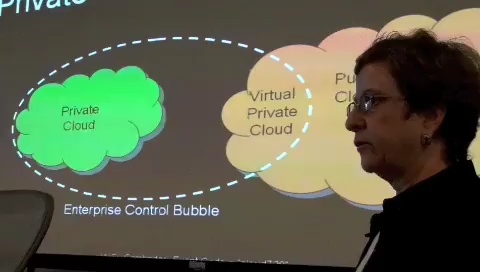 Private
Private
Cloud
Virtual
Private
Cloud
Enterprise Control Bubble